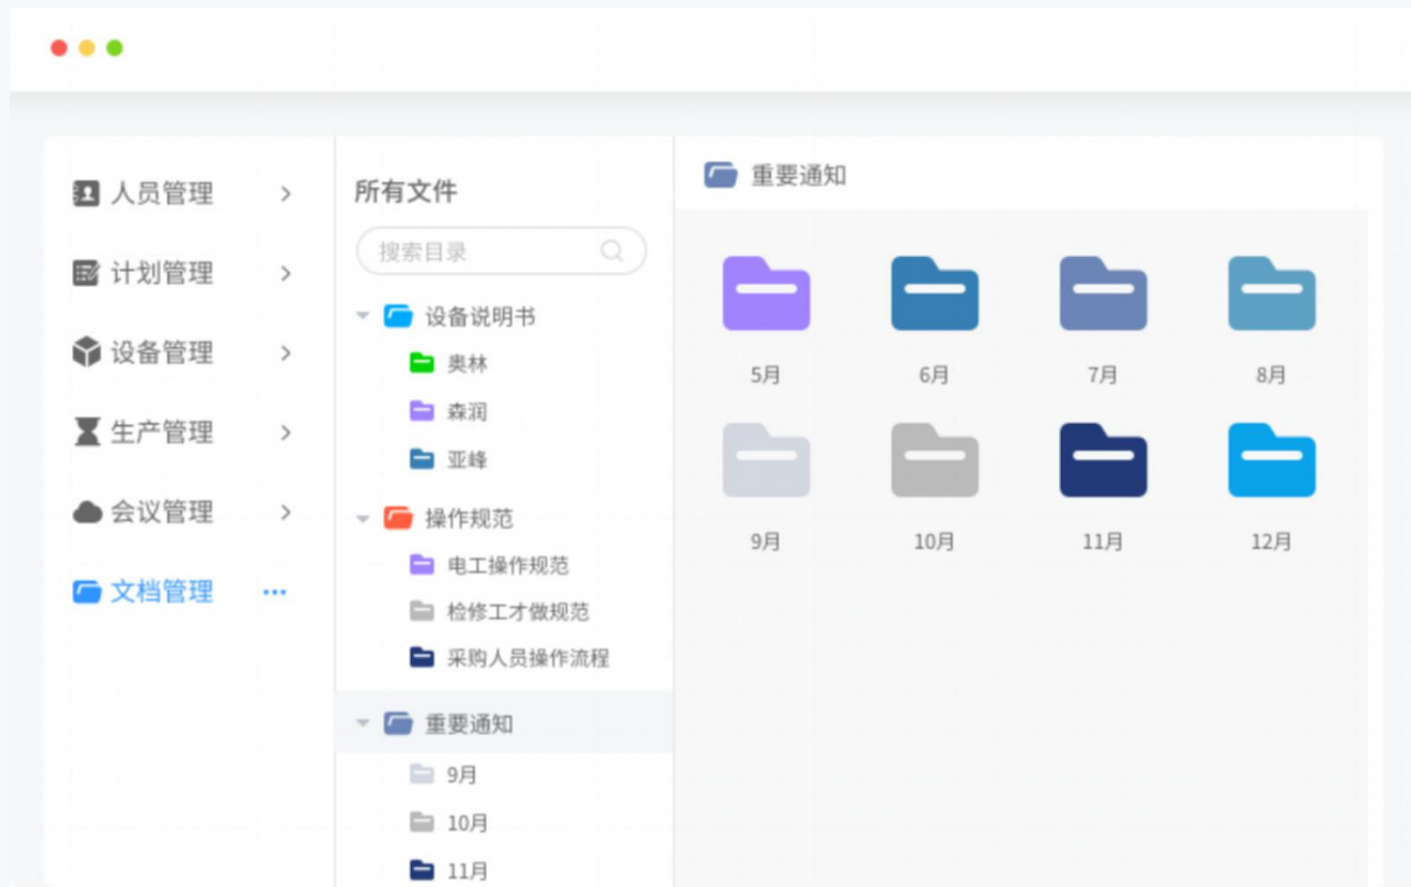 人员管理
计划管理
设备管理
生产管理
会议管理
文档管理
所有文件
搜索目录
设备说明书
奥林
森润
亚峰
操作规范
电工操作规范
检修工才做规范
采购人员操作流程
重要通知
9月
10月
11月
重要通知
5月
6月
7月
8月
9月
10月
11月
12月